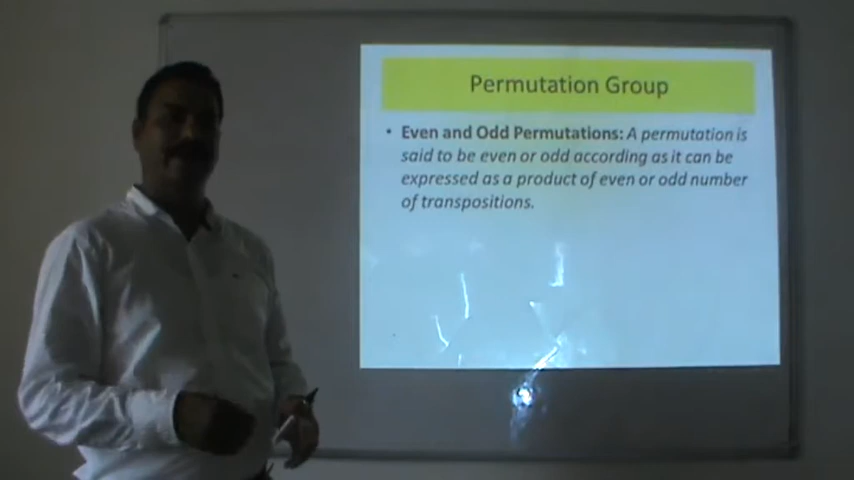 Permutation Group
• Even and Odd Permutations: A permutation is
said to be even or odd according as it can be
expressed as a product of even or odd number
of transpositions.